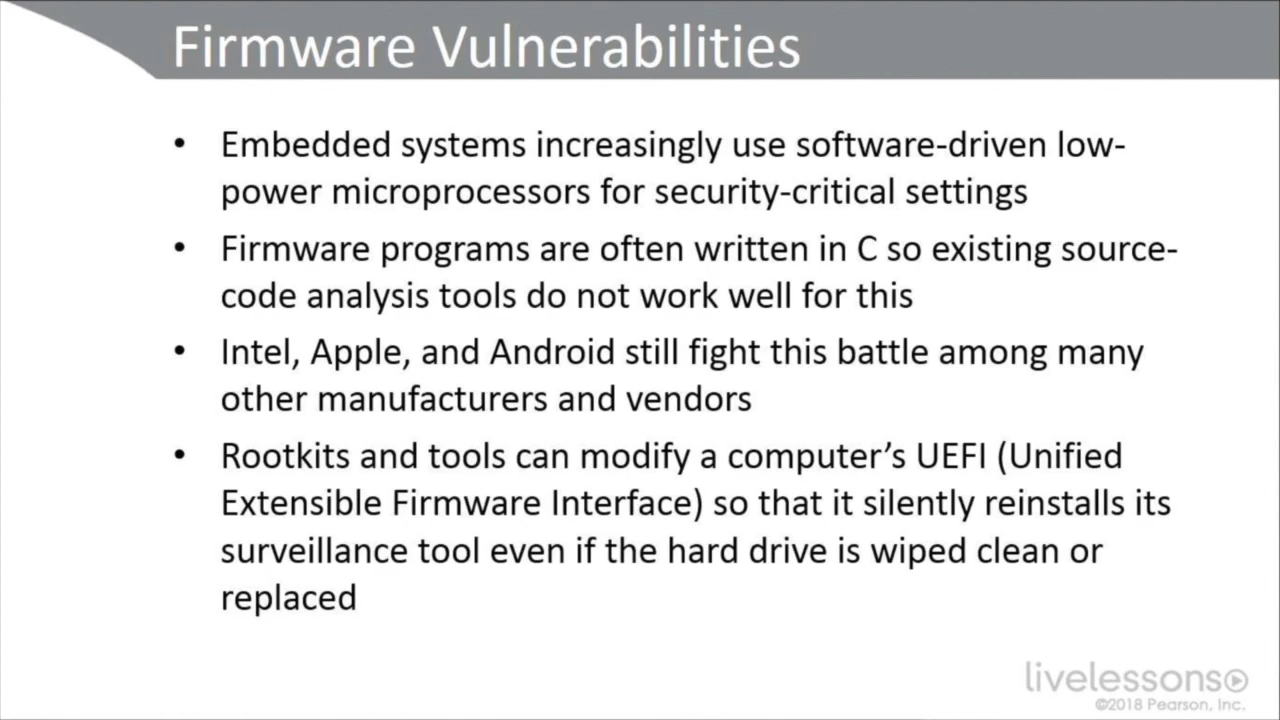 Firmware Vulnerabilities
• Embedded systems increasingly use software-driven low-
power microprocessors for security-critical settings
• Firmware programs are often written in C so existing source-
code analysis tools do not work well for this
• Intel, Apple, and Android still fight this battle among many
other manufacturers and vendors
• Rootkits and tools can modify a computer’s UEFI (Unified
Extensible Firmware Interface) so that it silently reinstalls its
surveillance tool even if the hard drive is wiped clean or
replaced
livelessons
©2018 Pearson, Inc.